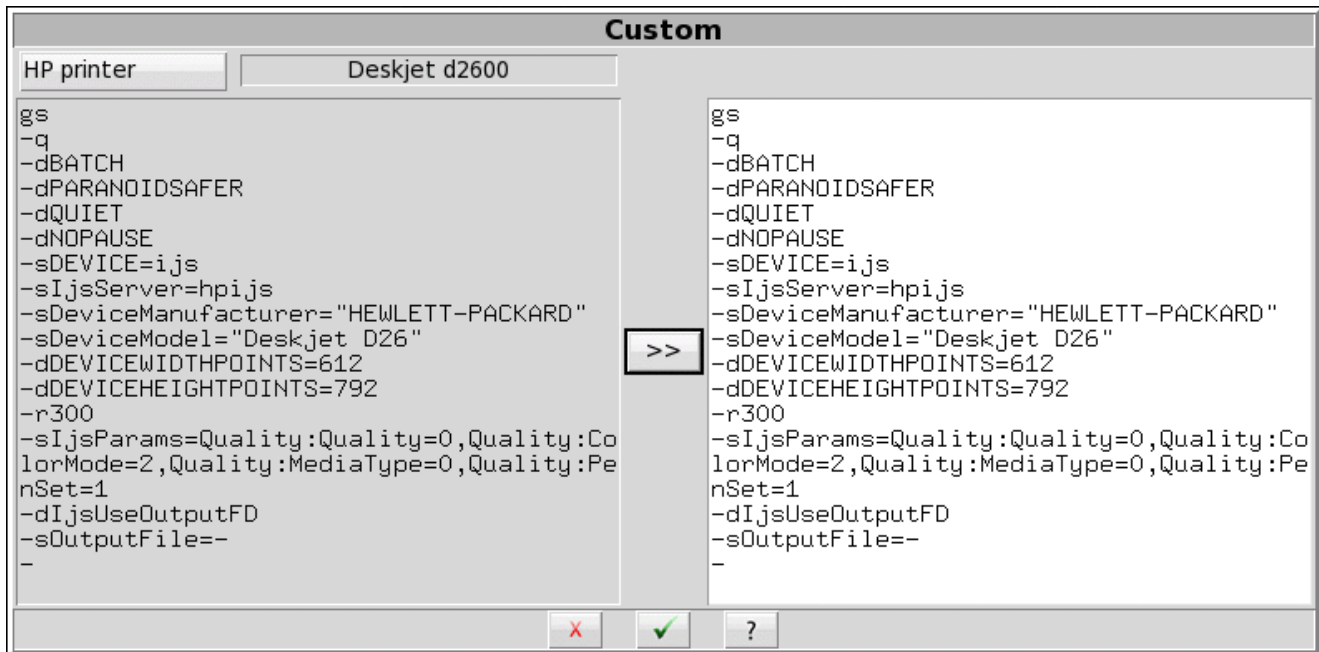 Custom
HP printer
Deskjet d2600
gs
-q
-dBATCH
-dPARANOIDSAFER
-dQUIET
-dNOPAUSE
-sDEVICE=ijs
-sIjsServer=hpijs
-sDeviceManufacturer="HEWLETT-PACKARD"
-sDeviceModel="Deskjet D26"
-dDEVICEWIDTHPOINTS=612
-dDEVICEHEIGHTPOINTS=792
-r300
-sIjsParams=Quality:Quality=0,Quality:Co
lorMode=2,Quality:MediaType=0,Quality:Pe
nSet=1
-dIjsUseOutputFD
-sOutputFile=-
-
>>
gs
-q
-dBATCH
-dPARANOIDSAFER
-dQUIET
-dNOPAUSE
-sDEVICE=ijs
-sIjsServer=hpijs
-sDeviceManufacturer="HEWLETT-PACKARD"
-sDeviceModel="Deskjet D26"
-dDEVICEWIDTHPOINTS=612
-dDEVICEHEIGHTPOINTS=792
-r300
-sIjsParams=Quality:Quality=0,Quality:Co
lorMode=2,Quality:MediaType=0,Quality:Pe
nSet=1
-dIjsUseOutputFD
-sOutputFile=-
-
X
?